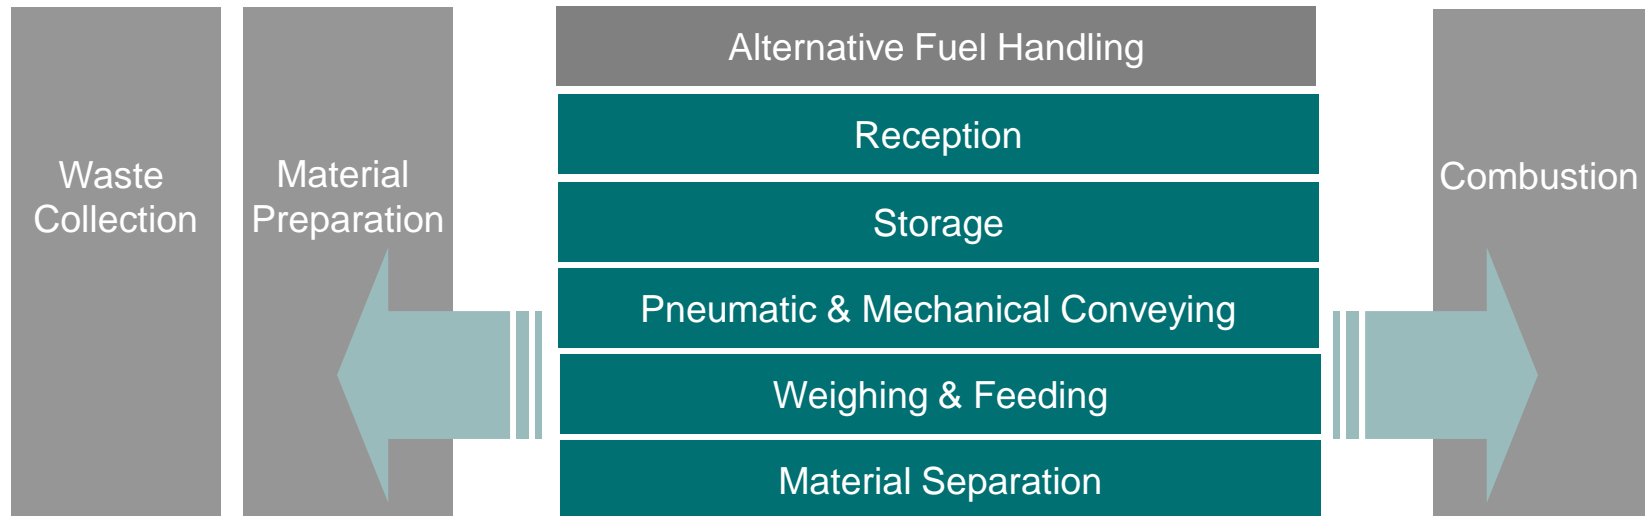 Waste
Collection
Material
Preparation
Alternative Fuel Handling
Reception
Storage
Pneumatic & Mechanical Conveying
Weighing & Feeding
Material Separation
Combustion